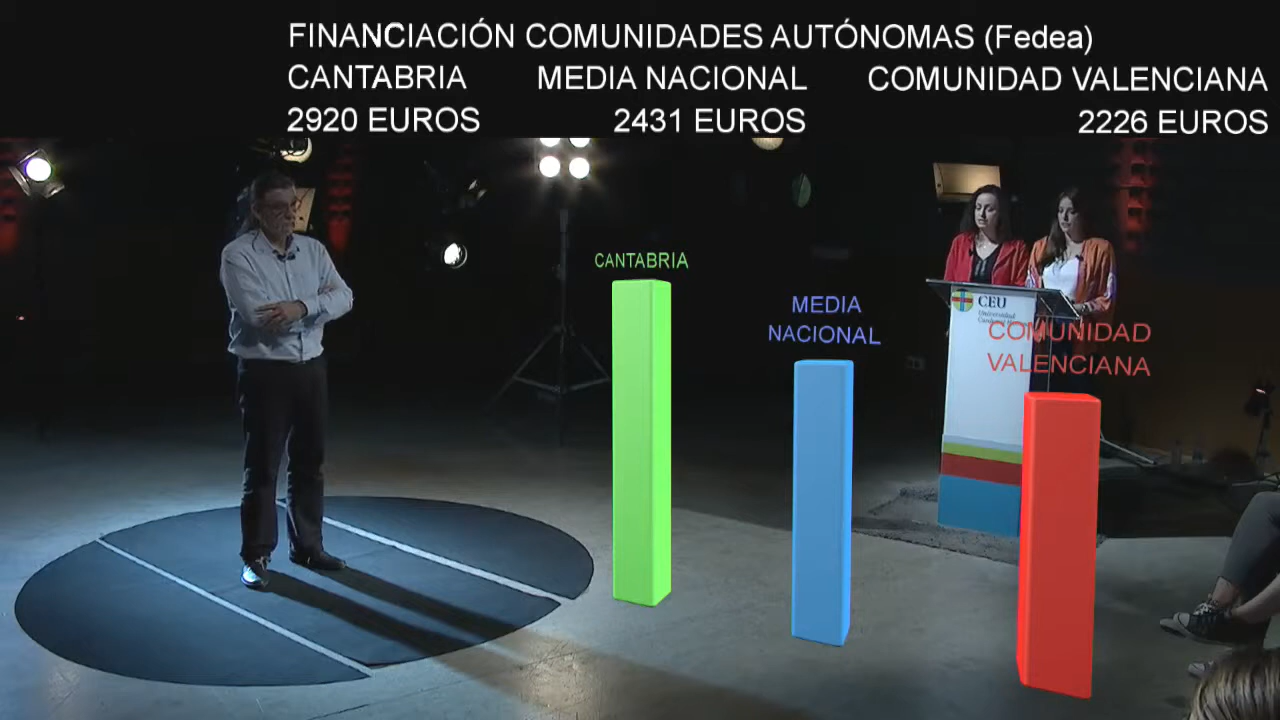 FINANCIACIÓN COMUNIDADES AUTÓNOMAS (Fedea)
CANTABRIA MEDIA NACIONAL COMUNIDAD VALENCIANA
2920 EUROS 2431 EUROS 2226 EUROS
CANTABRIA
MEDIA
NACIONAL
CEU
Universidad
COMUNIDAD
VALENCIANA